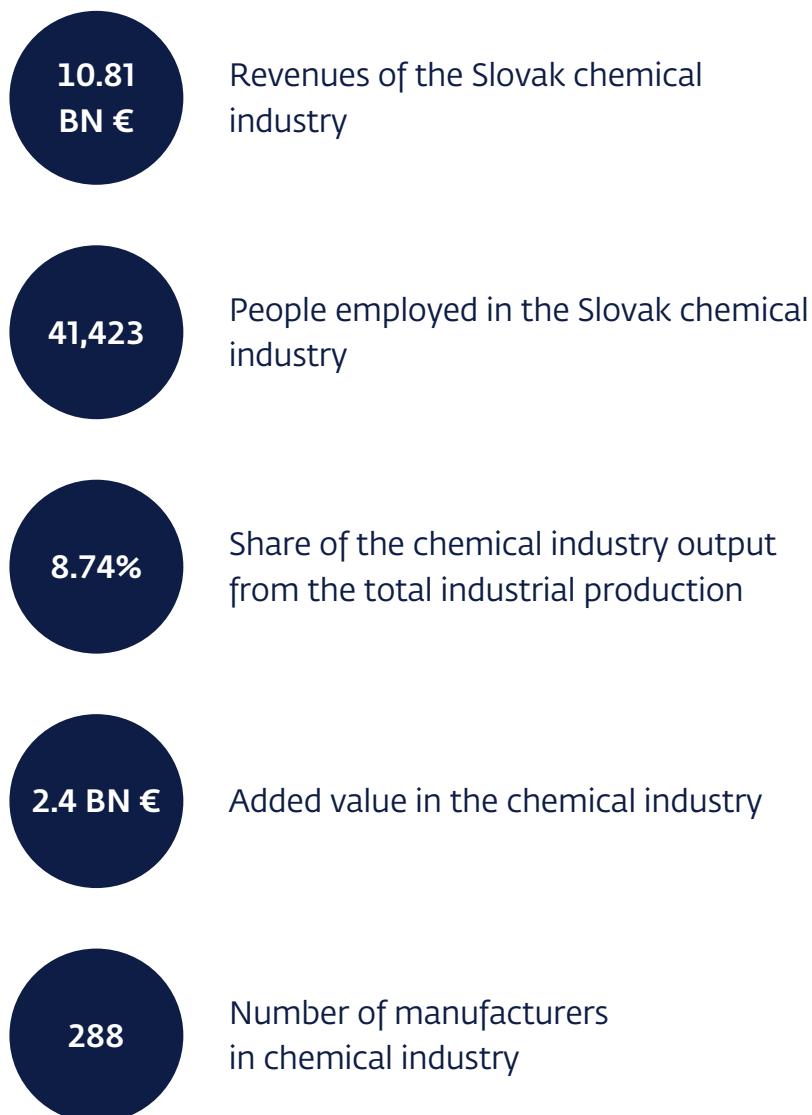 10.81
BN €
Revenues of the Slovak chemical
industry
41,423
People employed in the Slovak chemical
industry
8.74%
Share of the chemical industry output
from the total industrial production
2.4 BN €
Added value in the chemical industry
288
Number of manufacturers
in chemical industry